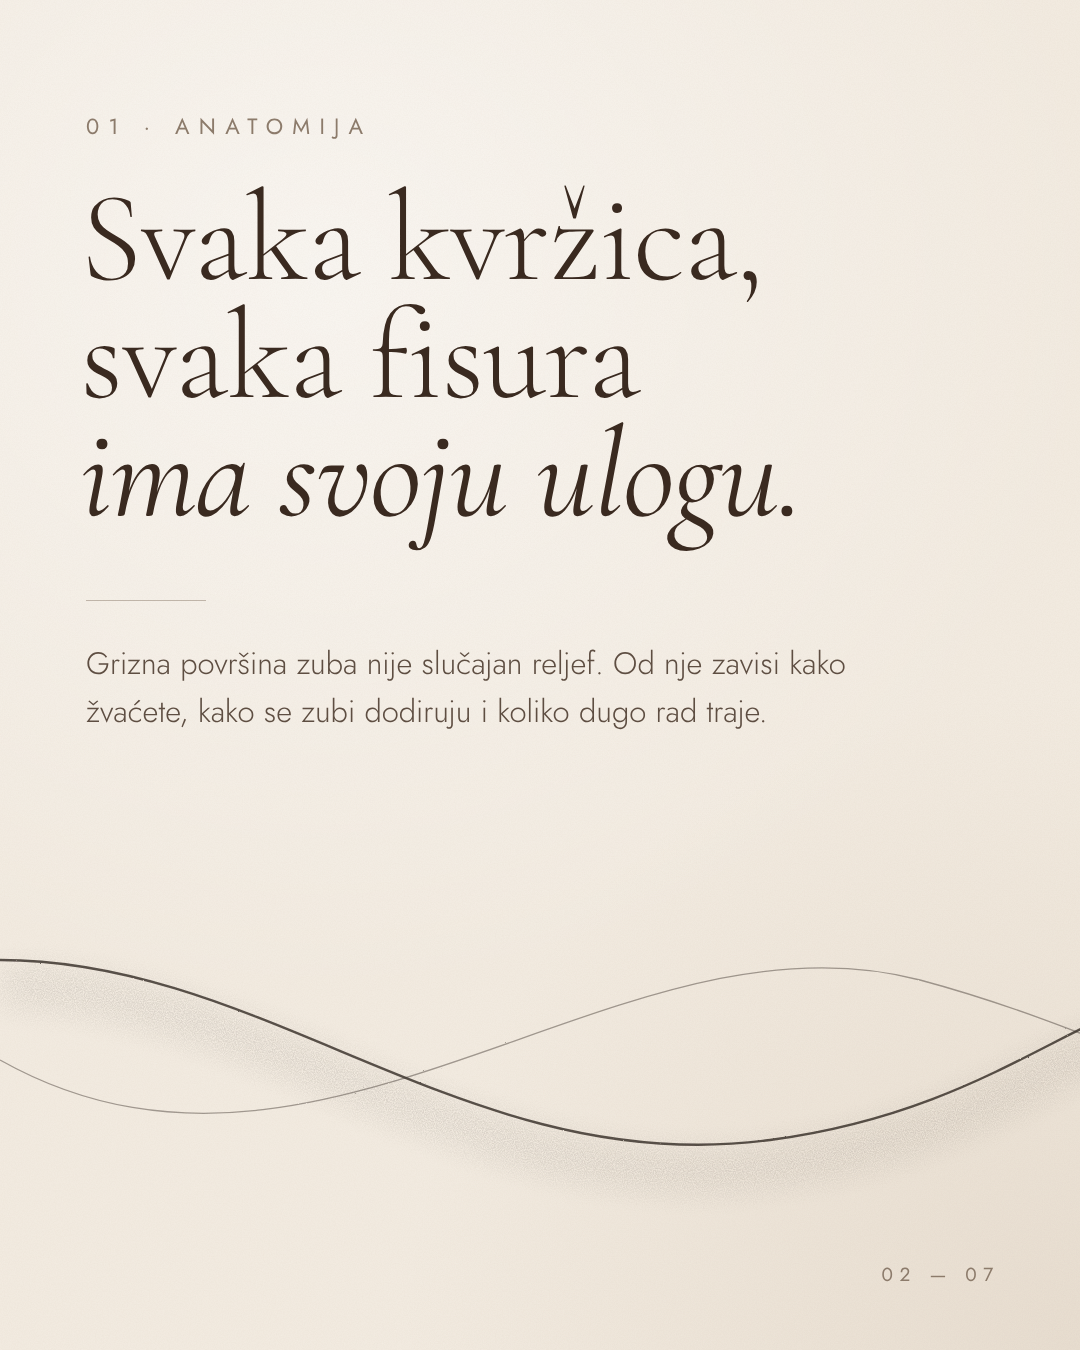 01 · ANATOMIJA
Svaka kvržica,
svaka fisura
ima svoju ulogu.
Grizna površina zuba nije slučajan reljef. Od nje zavisi kako
žvaćete, kako se zubi dodiruju i koliko dugo rad traje.
02 — 07